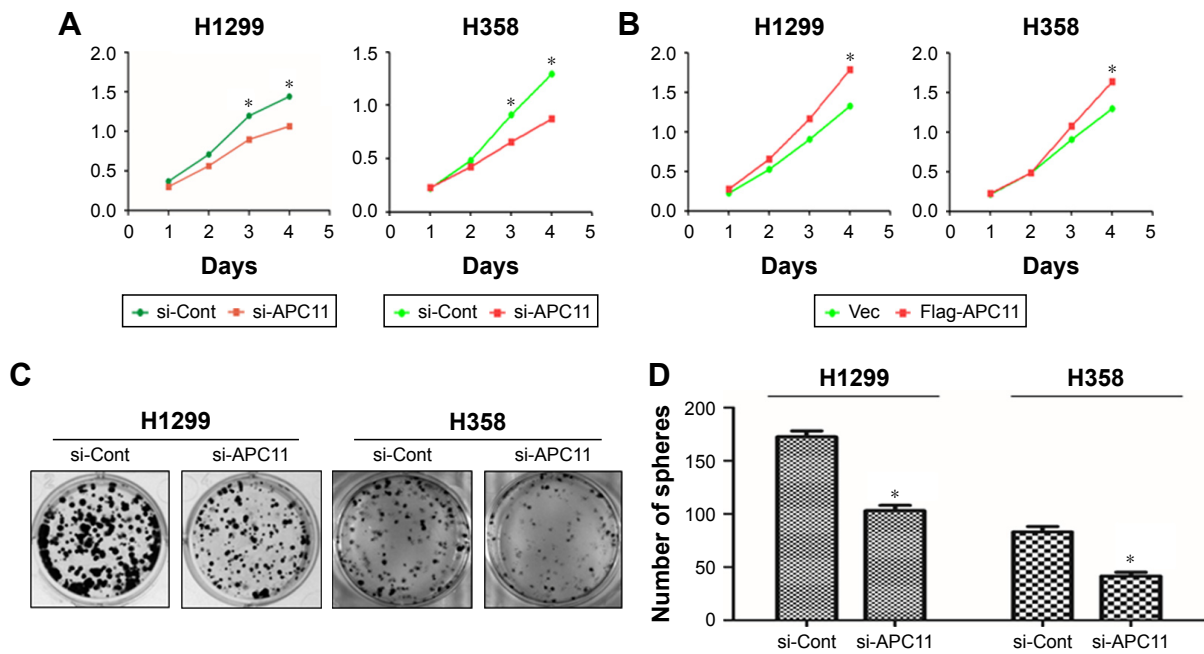 A
H1299
2.0
1.5
1.0
0.5
0.0
0 1 2 3 4 5
* *
Days
si-Cont si-APC11
H358
1.5
1.0
0.5
0.0
0 1 2 3 4 5
* *
Days
si-Cont si-APC11
B
H1299
2.0
1.5
1.0
0.5
0.0
0 1 2 3 4 5
*
Days
H358
2.0
1.5
1.0
0.5
0.0
0 1 2 3 4 5
*
Days
Vec Flag-APC11
C
H1299 H358
si-Cont si-APC11 si-Cont si-APC11
D
H1299 H358
Number of spheres
200
150
100
50
0
* *
si-Cont si-APC11 si-Cont si-APC11